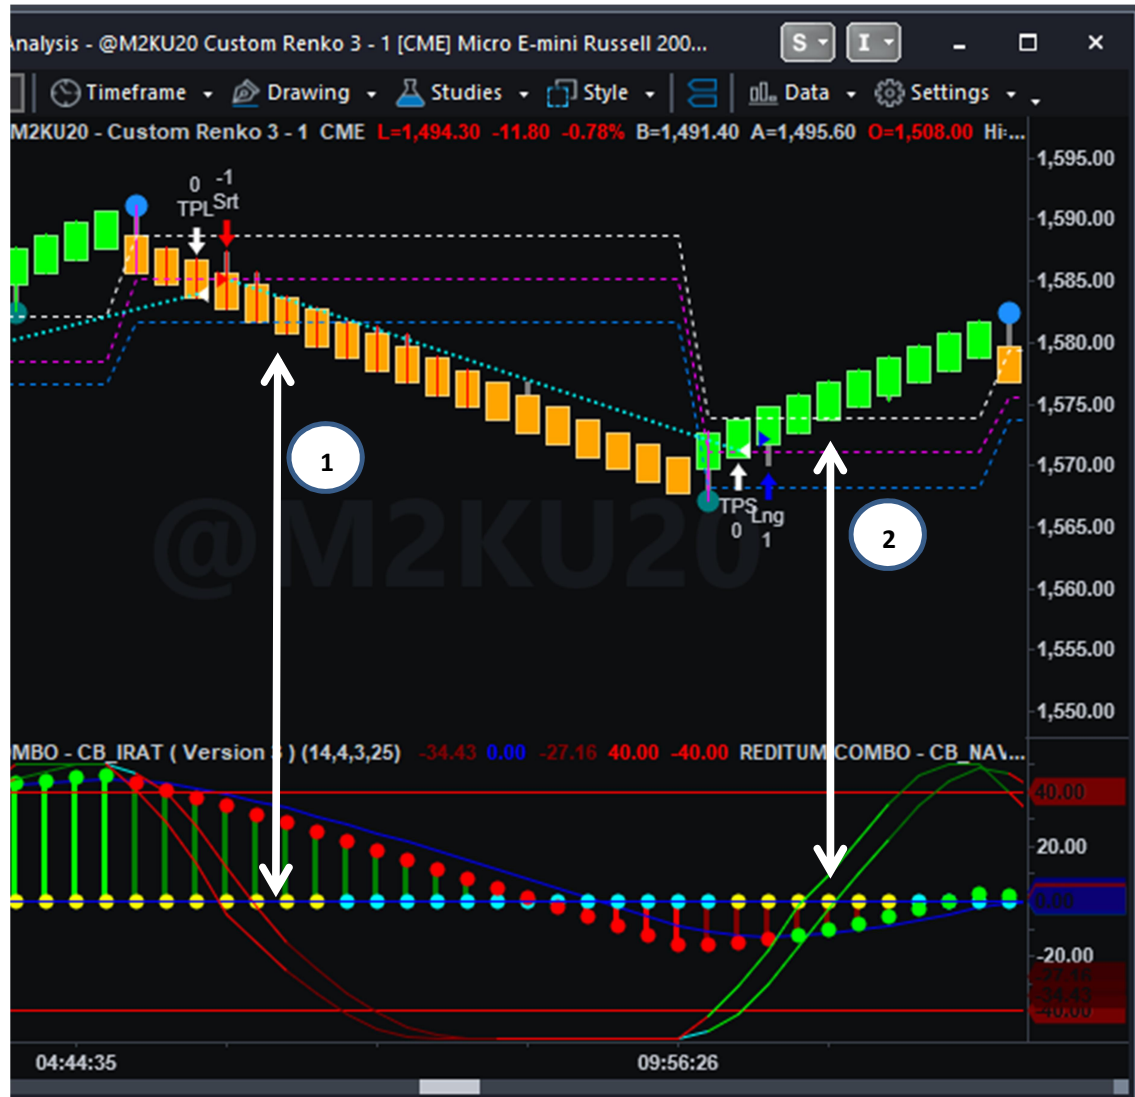 Analysis - @M2KU20 Custom Renko 3 - 1 [CME] Micro E-mini Russell 200...
S
I
Timeframe
Drawing
Studies
Style
Data
Settings
M2KU20 - Custom Renko 3 - 1 CME L=1,494.30 -11.80 -0.78% B=1,491.40 A=1,495.60 O=1,508.00 Hi:...
1,595.00
0
-1
TPL
Srt
1,590.00
1,585.00
1,580.00
1,575.00
1
1,570.00
@M2KU20
TPS
Lng
0
1
1,565.00
2
1,560.00
1,555.00
1,550.00
OMBO - CB_IRAT ( Version 3 ) (14,4,3,25) -34.43 0.00 -27.16 40.00 -40.00 REDITUM COMBO - CB_NAV...
40.00
20.00
0.00
-20.00
-27.16
-34.43
-40.00
04:44:35
09:56:26